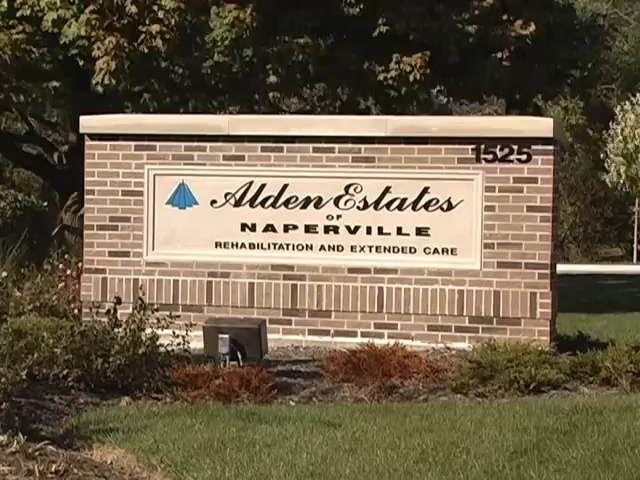 1525
Alden Estates
OF
NAPERVILLE
REHABILITATION AND EXTENDED CARE